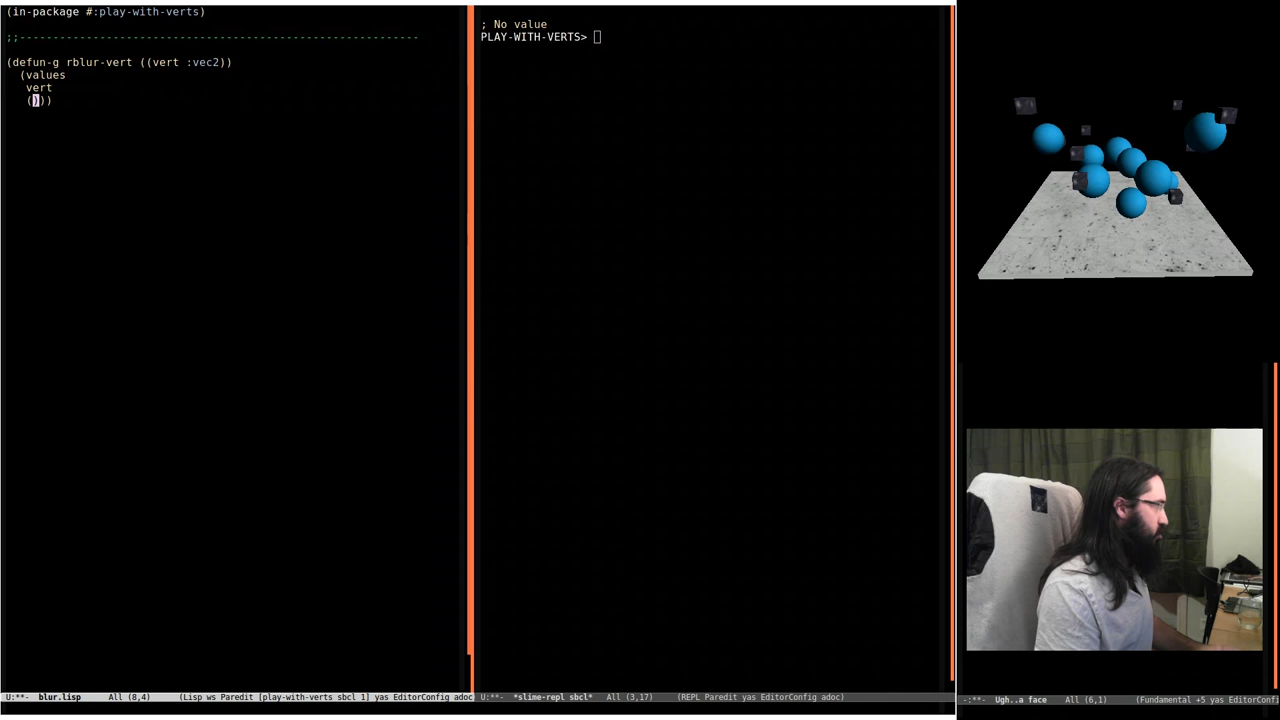 (in-package #:play-with-verts)
;;------------------------------------------------------------
(defun-g rblur-vert ((vert :vec2))
(values
vert
()))
U:**- blur.lisp All (8,4) (Lisp ws Paredit [play-with-verts sbcl 1] yas EditorConfig adoc
; No value
PLAY-WITH-VERTS>
U:**- *slime-repl sbcl* All (3,17) (REPL Paredit yas EditorConfig adoc)
-:**- Ugh..a face All (6,1) (Fundamental +5 yas EditorConfi